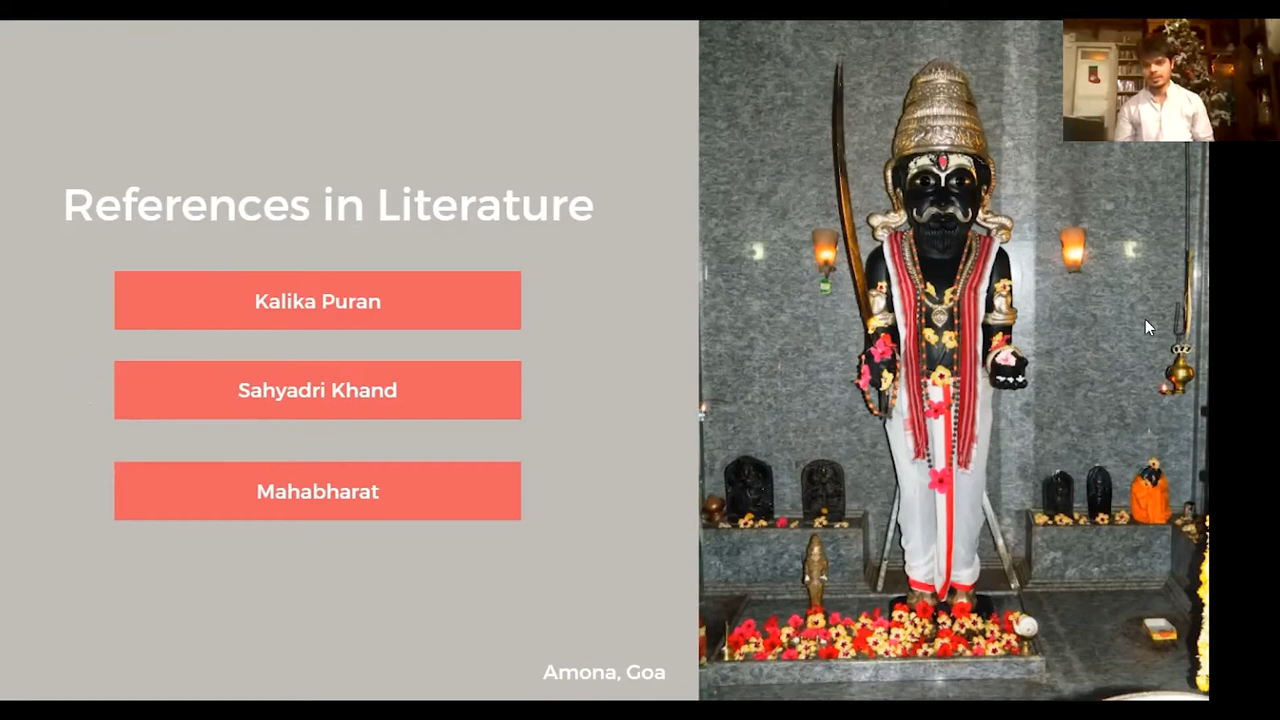 References in Literature
Kalika Puran
Sahyadri Khand
Mahabharat
Amona, Goa